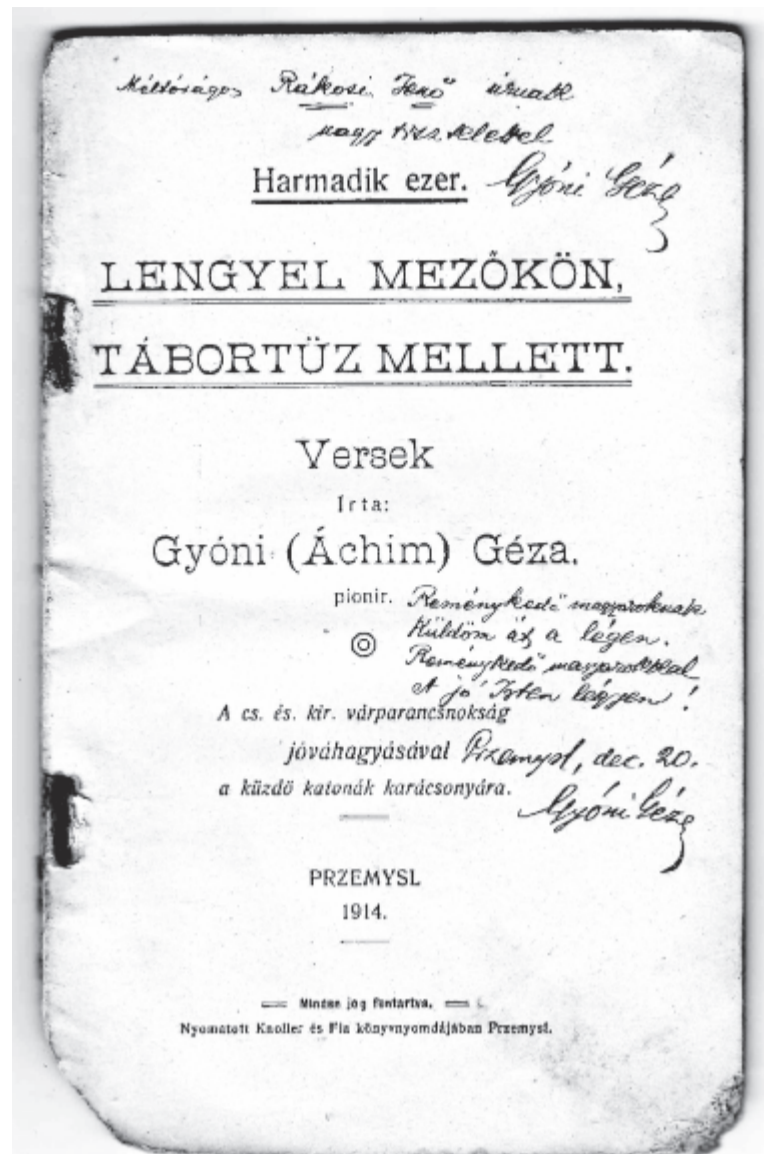 Méltóságos Rákosi Jenő úrnak
nagy tisztelettel
Harmadik ezer. Gyóni Géza
LENGYEL MEZŐKÖN,
TÁBORTŰZ MELLETT.
Versek
Írta:
Gyóni (Áchim) Géza.
pionir.
Reménykedő magyaroknak
Küldöm át a légen.
Reménykedő magyarokkal
A jó Isten légyen!
A cs. és. kir. várparancsnokság
jóváhagyásával Przemysl, dec. 20.
a küzdő katonák karácsonyára.
Gyóni Géza
PRZEMYSL
1914.
Minden jog fentartva.
Nyomatott Knoller és Fia könyvnyomdájában Przemysl.